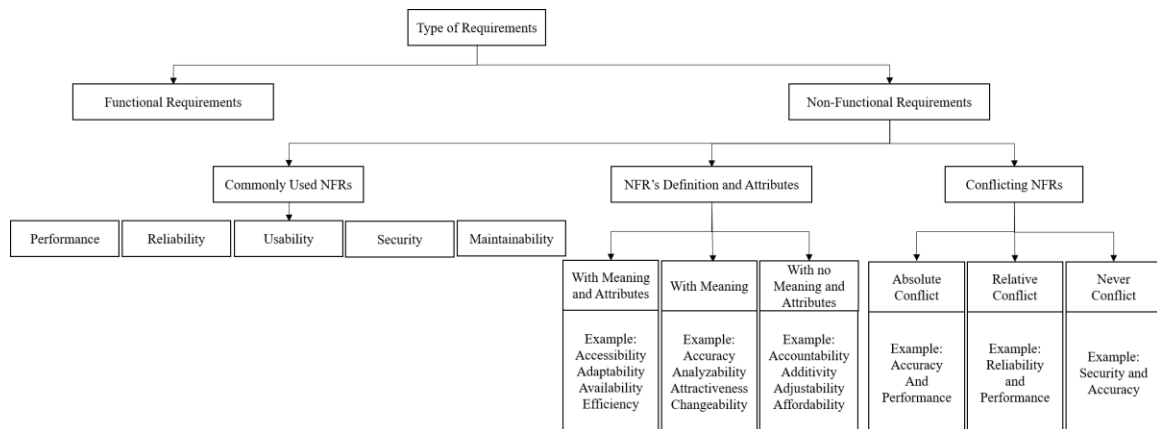 Type of Requirements
Functional Requirements
Non-Functional Requirements
Commonly Used NFRs
NFR's Definition and Attributes
Conflicting NFRs
Performance
Reliability
Usability
Security
Maintainability
With Meaning
and Attributes
With Meaning
With no
Meaning and
Attributes
Absolute
Conflict
Relative
Conflict
Never
Conflict
Example:
Accessibility
Adaptability
Availability
Efficiency
Example:
Accuracy
Analyzability
Attractiveness
Changeability
Example:
Accountability
Additivity
Adjustability
Affordability
Example:
Accuracy
And
Performance
Example:
Reliability
and
Performance
Example:
Security and
Accuracy